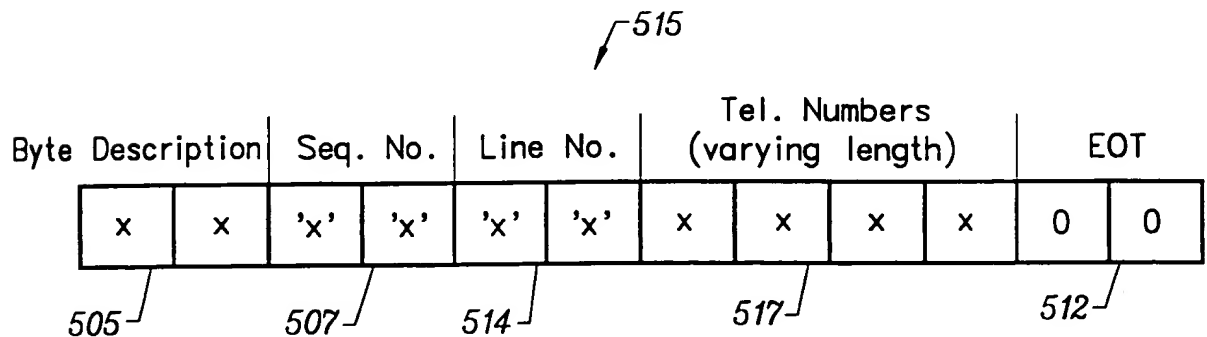 515
Tel. Numbers
Byte Description Seq. No. Line No. (varying length) EOT
x x 'x' 'x' 'x' 'x' x x x x 0 0
505 507 514 517 512